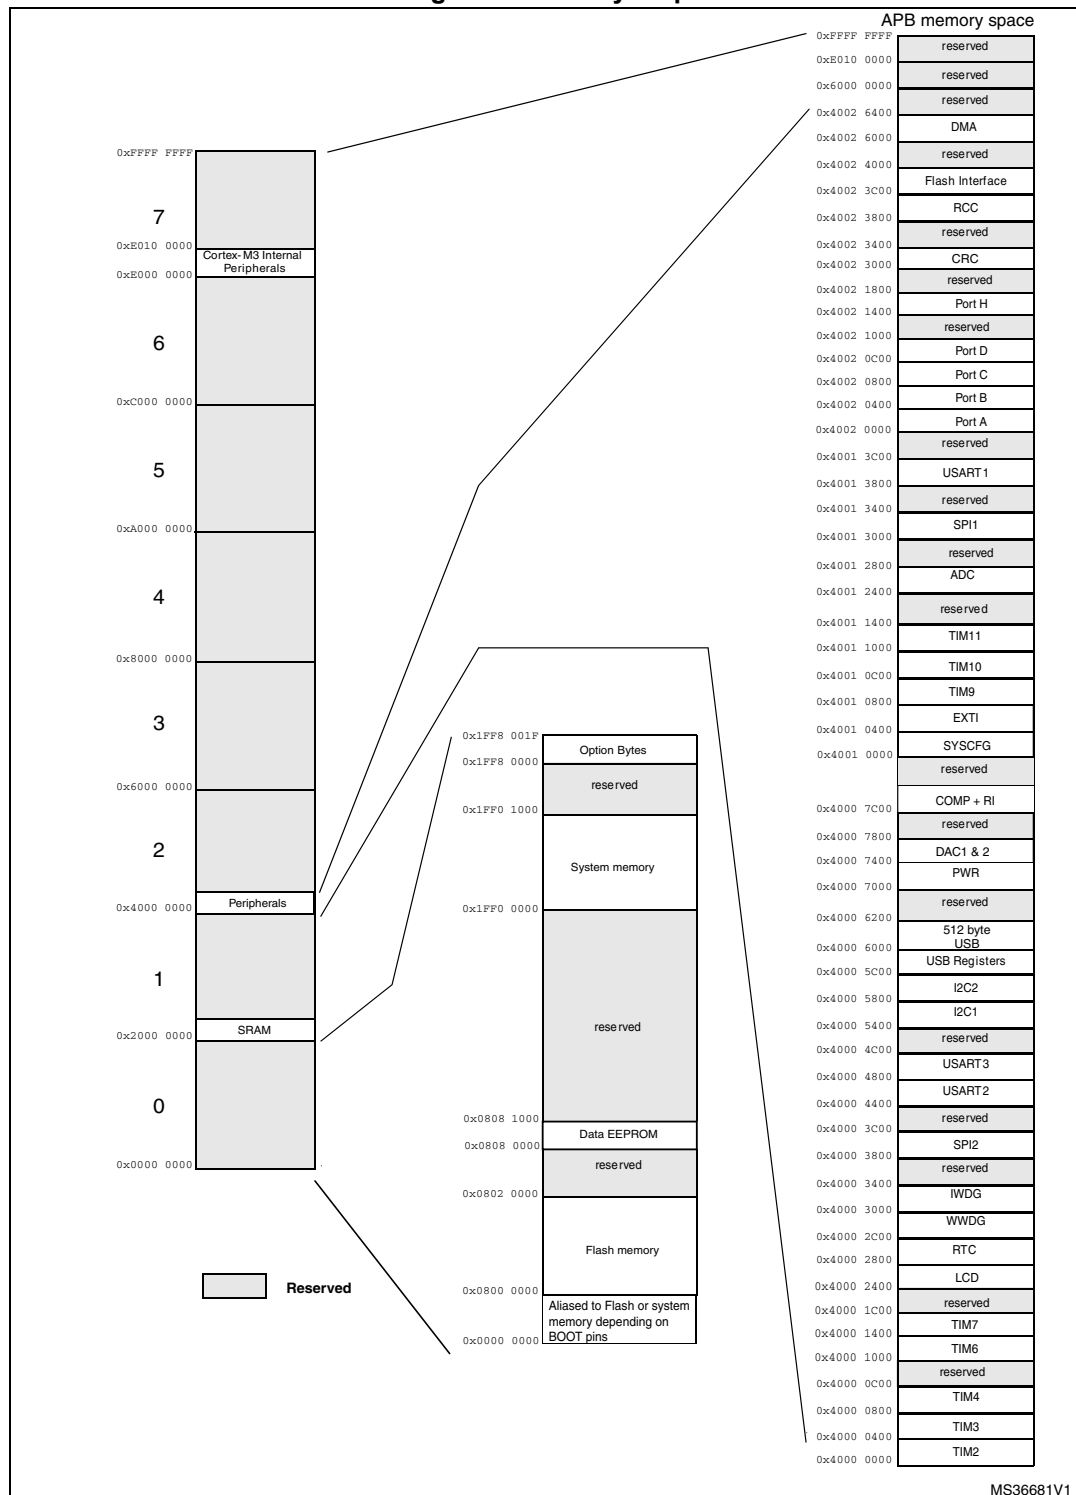 APB memory space
0xFFFF FFFF
reserved
0xE010 0000
reserved
0x6000 0000
reserved
0x4002 6400
DMA
0x4002 6000
reserved
0x4002 4000
Flash Interface
0x4002 3C00
RCC
0x4002 3800
reserved
0x4002 3400
CRC
0x4002 3000
reserved
0x4002 1800
Port H
0x4002 1400
reserved
0x4002 1000
Port D
0x4002 0C00
Port C
0x4002 0800
Port B
0x4002 0400
Port A
0x4002 0000
reserved
0x4001 3C00
USART1
0x4001 3800
reserved
0x4001 3400
SPI1
0x4001 3000
reserved
0x4001 2800
ADC
0x4001 2400
reserved
0x4001 1400
TIM11
0x4001 1000
TIM10
0x4001 0C00
TIM9
0x4001 0800
EXTI
0x4001 0400
SYSCFG
0x4001 0000
reserved
COMP + RI
0x4000 7C00
reserved
0x4000 7800
DAC1 & 2
0x4000 7400
PWR
0x4000 7000
reserved
0x4000 6200
512 byte
USB
0x4000 6000
USB Registers
0x4000 5C00
I2C2
0x4000 5800
I2C1
0x4000 5400
reserved
0x4000 4C00
USART3
0x4000 4800
USART2
0x4000 4400
reserved
0x4000 3C00
SPI2
0x4000 3800
reserved
0x4000 3400
IWDG
0x4000 3000
WWDG
0x4000 2C00
RTC
0x4000 2800
LCD
0x4000 2400
reserved
0x4000 1C00
TIM7
0x4000 1400
TIM6
0x4000 1000
reserved
0x4000 0C00
TIM4
0x4000 0800
TIM3
0x4000 0400
TIM2
0x4000 0000
0xFFFF FFFF
7
0xE010 0000
Cortex-M3 Internal
Peripherals
0xE000 0000
6
0xC000 0000
5
0xA000 0000
4
0x8000 0000
3
0x6000 0000
2
Peripherals
0x4000 0000
1
SRAM
0x2000 0000
0
0x0000 0000
Reserved
0x1FF8 001F
Option Bytes
0x1FF8 0000
reserved
0x1FF0 1000
System memory
0x1FF0 0000
reserved
0x0808 1000
Data EEPROM
0x0808 0000
reserved
0x0802 0000
Flash memory
0x0800 0000
Aliased to Flash or system
memory depending on
BOOT pins
0x0000 0000
MS36681V1